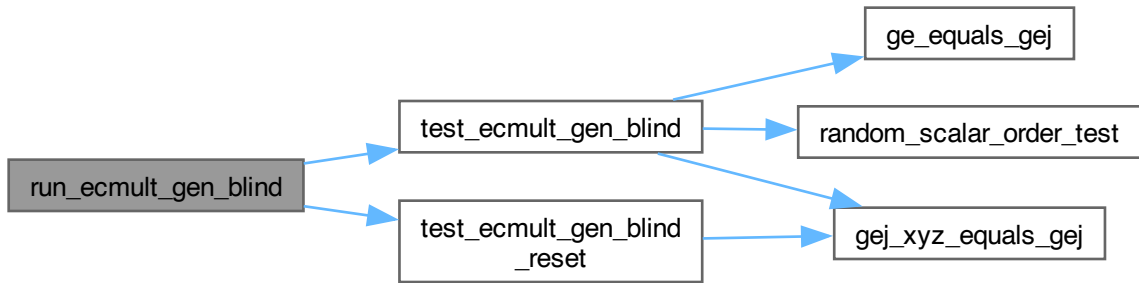 run_ecmult_gen_blind
test_ecmult_gen_blind
test_ecmult_gen_blind
_reset
ge_equals_gej
random_scalar_order_test
gej_xyz_equals_gej